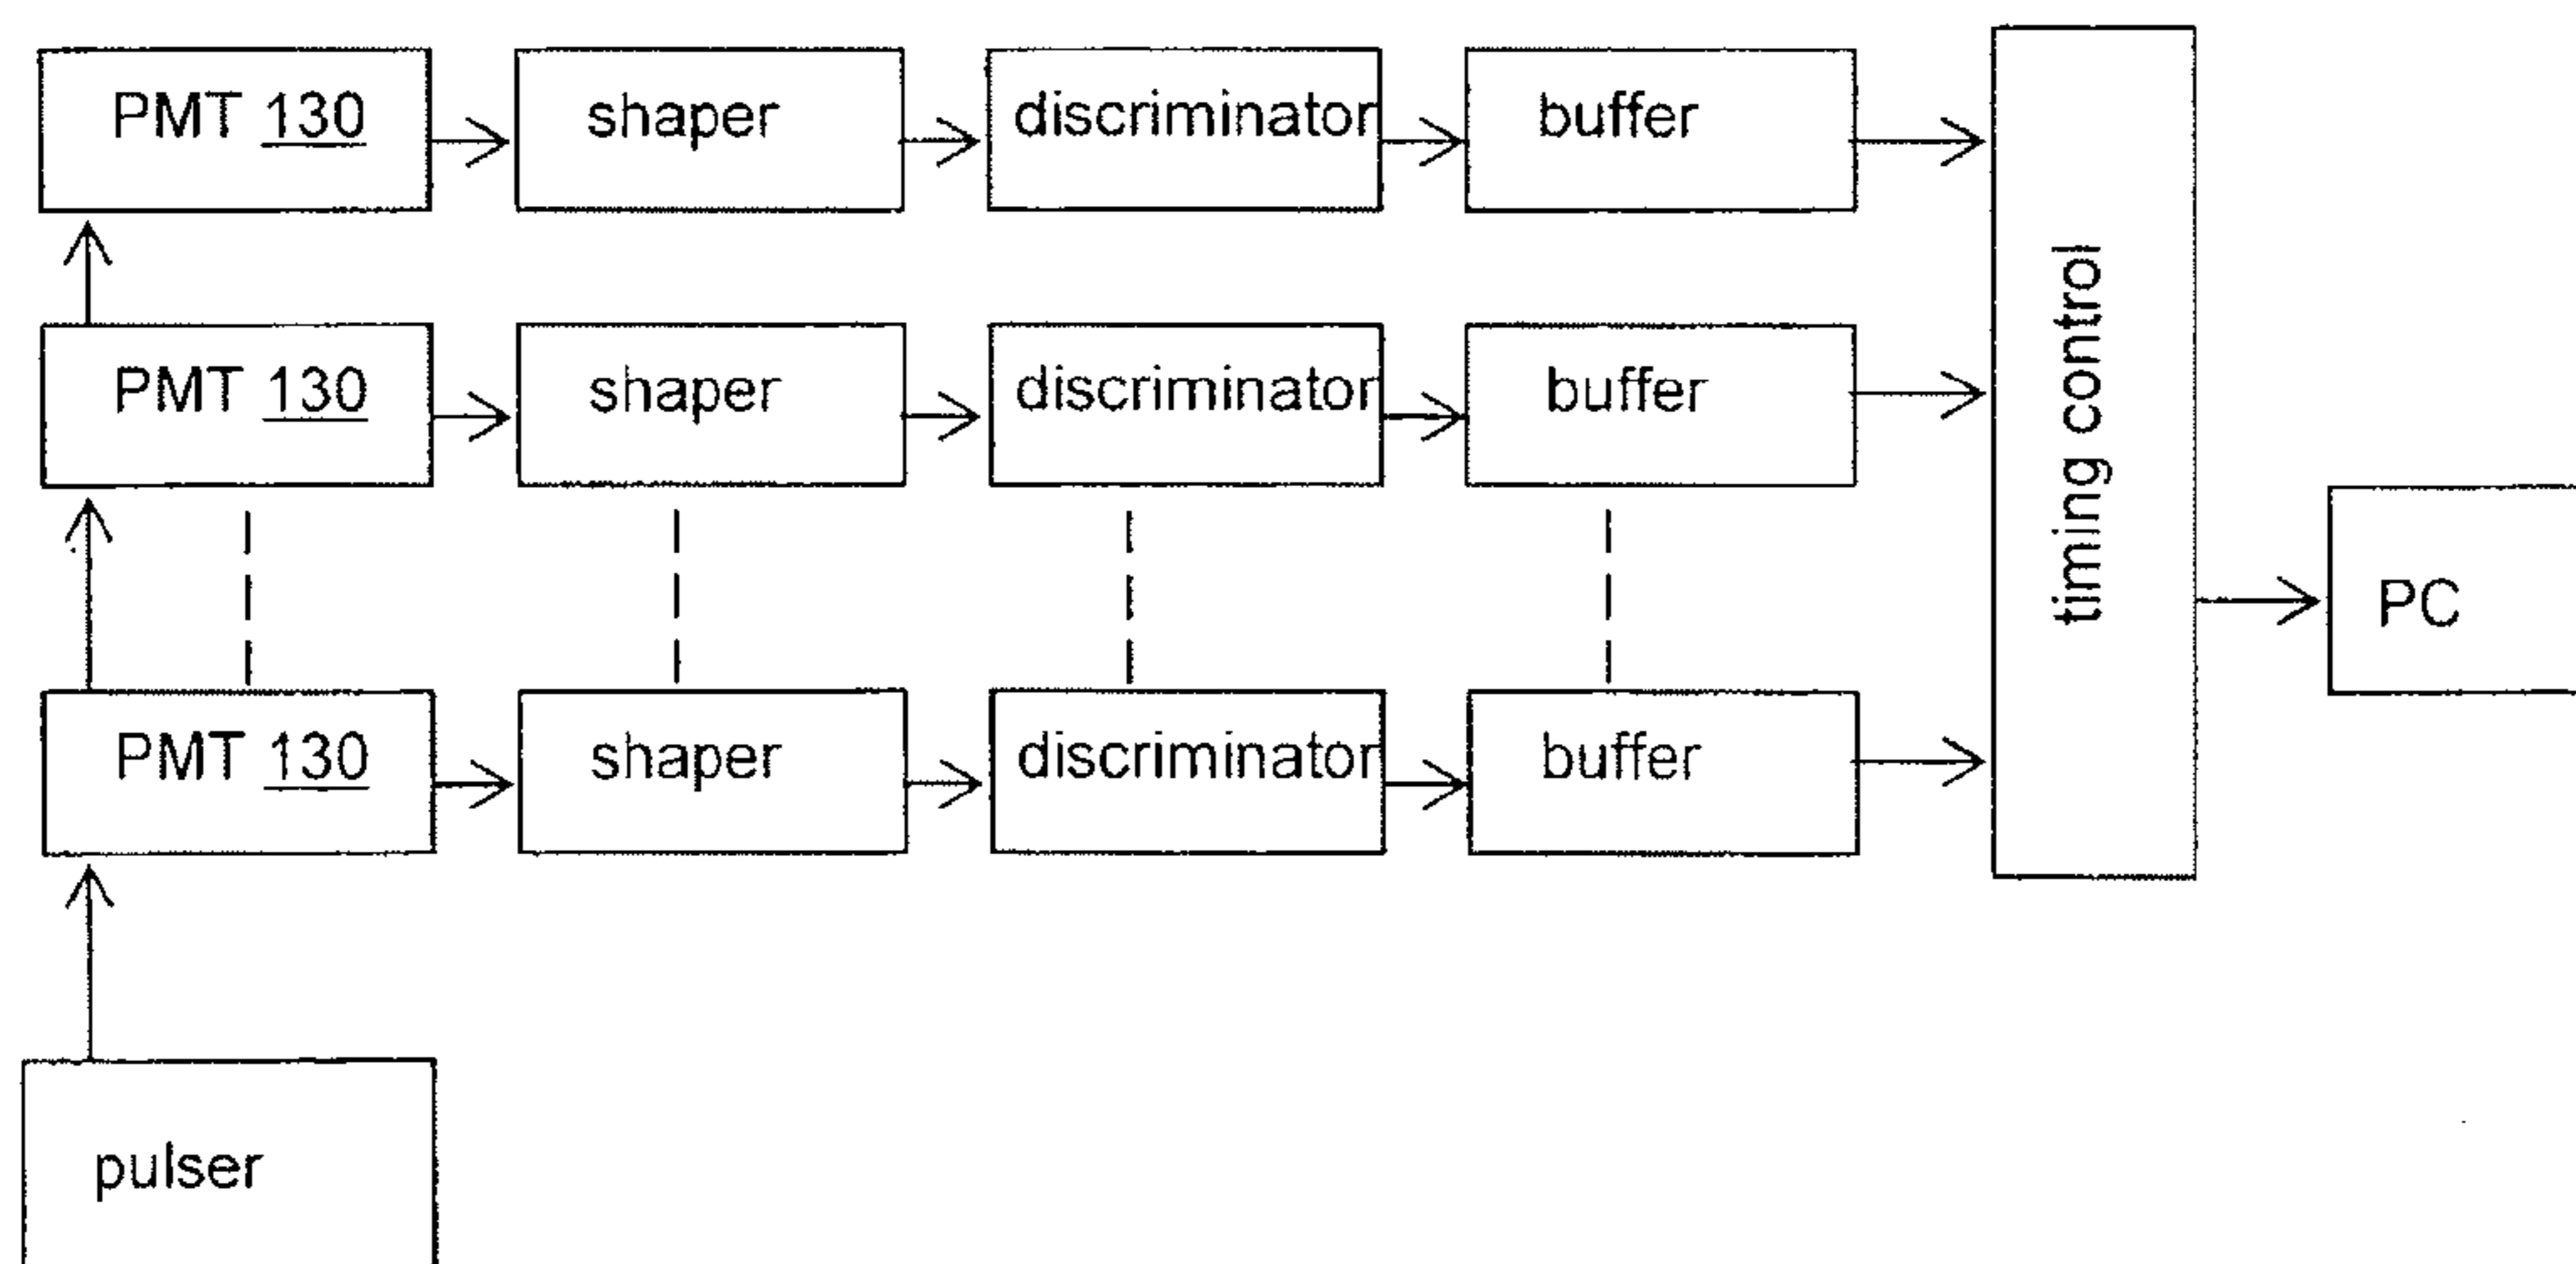 PMT 130
shaper
discriminator
buffer
PMT 130
shaper
discriminator
buffer
timing control
PMT 130
shaper
discriminator
buffer
PC
pulser